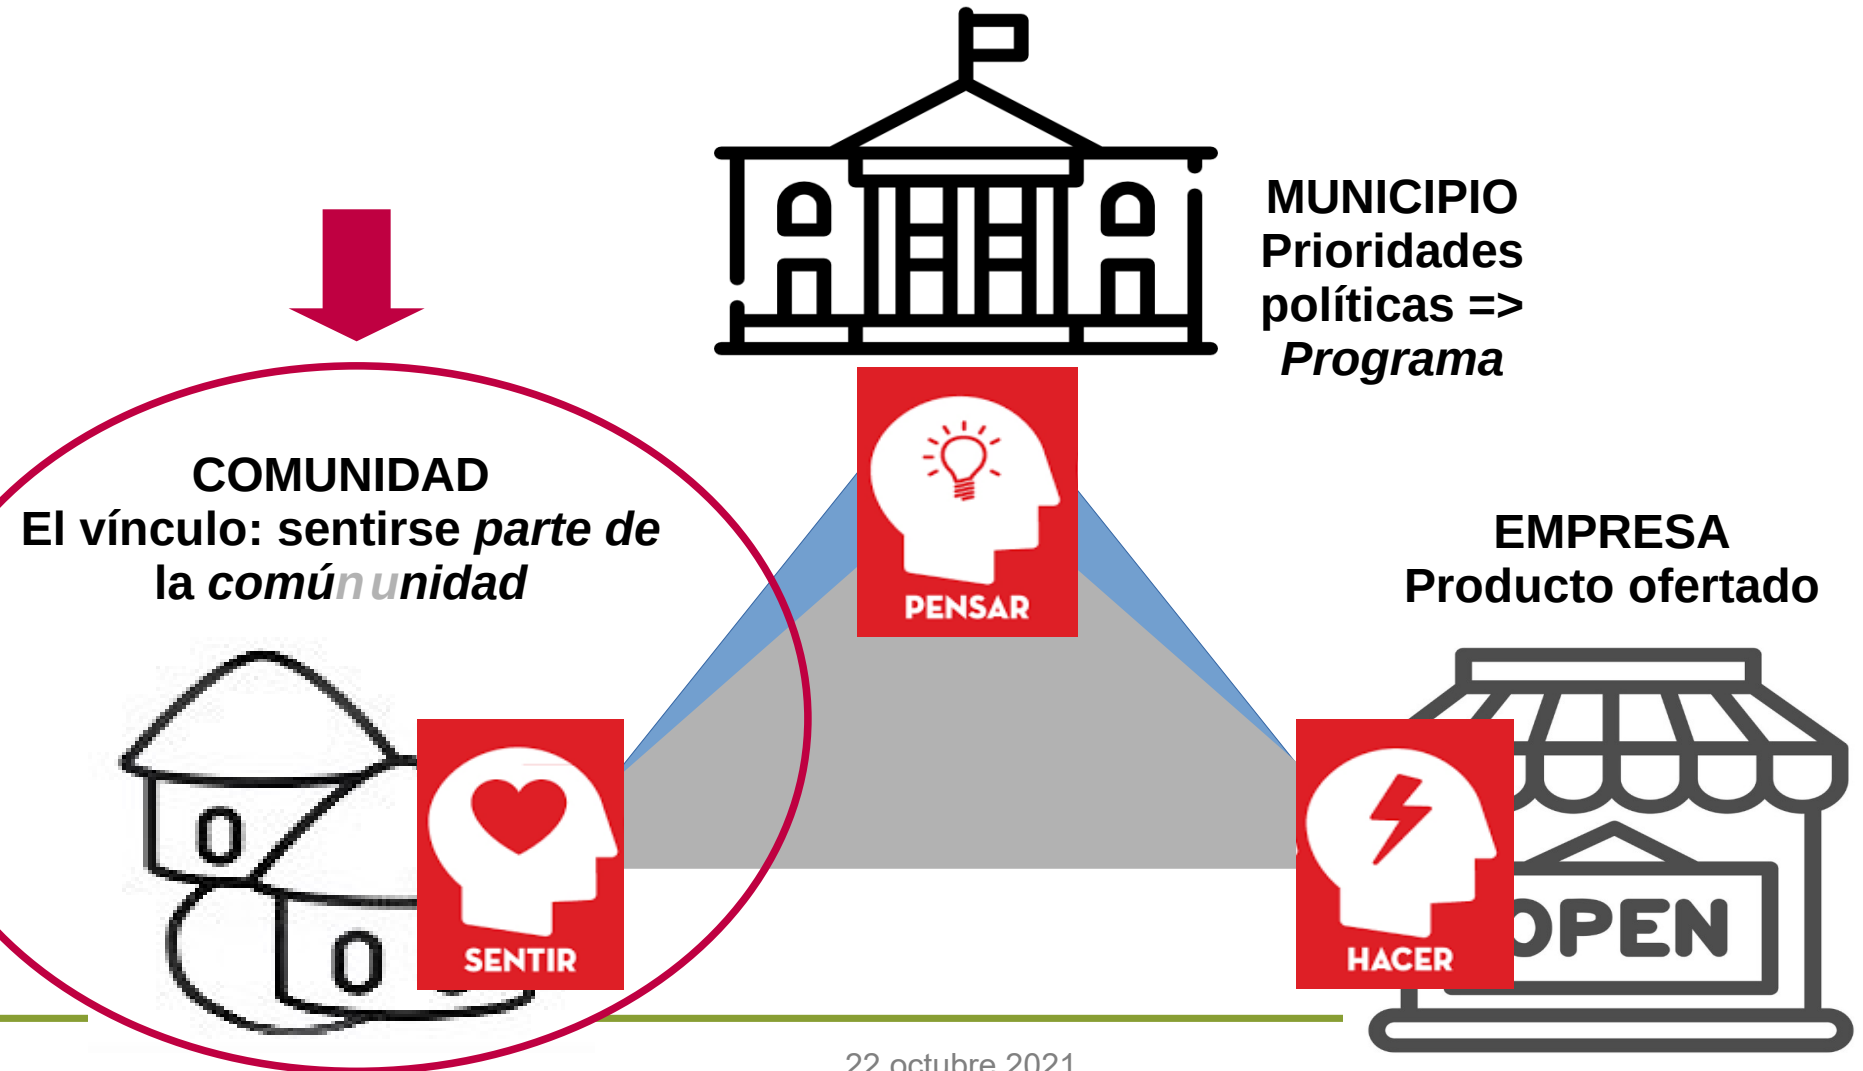 MUNICIPIO
Prioridades
políticas =>
Programa
PENSAR
COMUNIDAD
El vínculo: sentirse parte de
la comúnunidad
SENTIR
EMPRESA
Producto ofertado
HACER
OPEN
22 octubre 2021